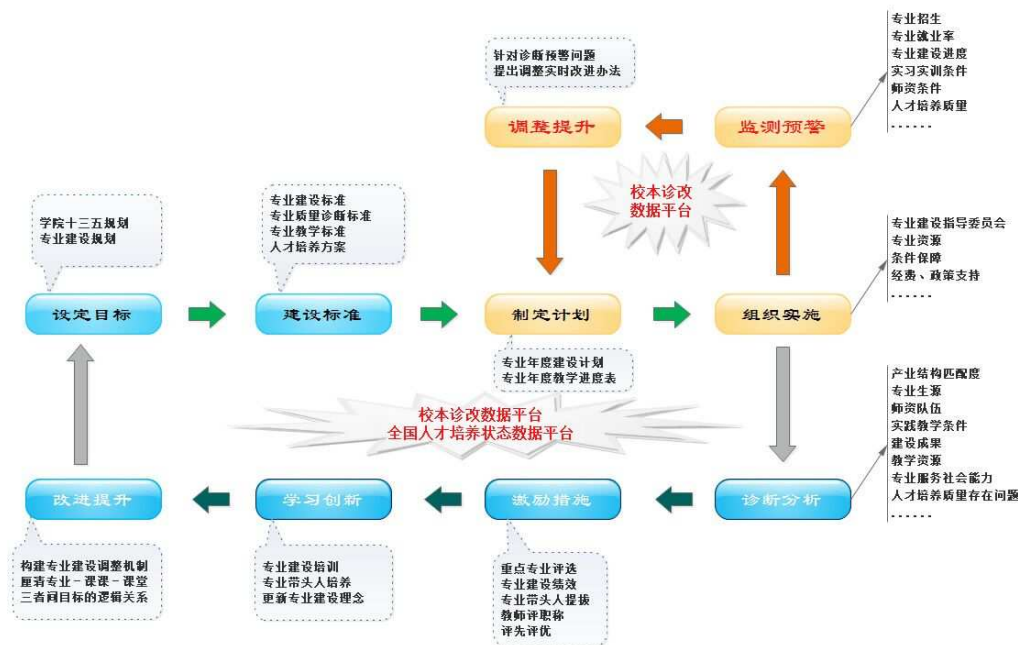 专业招生
专业就业率
专业建设进度
实习实训条件
师资条件
人才培养质量
......
针对诊断预警问题
提出调整实时改进办法
调整提升
监测预警
校本诊改
数据平台
学院十三五规划
专业建设规划
专业建设标准
专业质量诊断标准
专业教学标准
人才培养方案
专业建设指导委员会
专业资源
条件保障
经费、政策支持
......
设定目标
建设标准
制定计划
组织实施
专业年度建设计划
专业年度教学进度表
校本诊改数据平台
全国人才培养状态数据平台
产业结构匹配度
专业生源
师资队伍
实践教学条件
建设成果
教学资源
专业服务社会能力
人才培养质量存在问题
......
改进提升
学习创新
激励措施
诊断分析
构建专业建设调整机制
厘清专业-课课-课堂
三者间目标的逻辑关系
专业建设培训
专业带头人培养
更新专业建设理念
重点专业评选
专业建设绩效
专业带头人提拔
教师评职称
评先评优